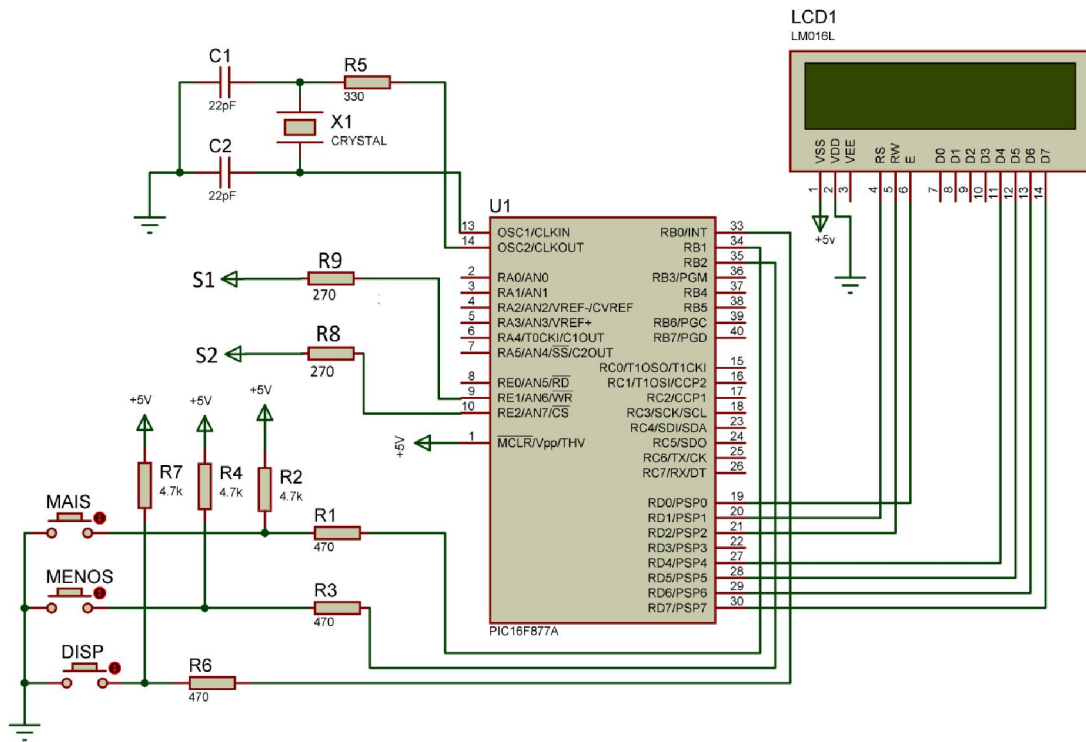 LCD1
LM016L
VSS
VDD
VEE
RS
RW
E
D0
D1
D2
D3
D4
D5
D6
D7
1
2
3
4
5
6
7
8
9
10
11
12
13
14
+5v
C1
22pF
C2
22pF
R5
330
X1
CRYSTAL
U1
13 OSC1/CLKIN
14 OSC2/CLKOUT
2 RA0/AN0
3 RA1/AN1
4 RA2/AN2/VREF-/CVREF
5 RA3/AN3/VREF+
6 RA4/T0CKI/C1OUT
7 RA5/AN4/SS/C2OUT
8 RE0/AN5/RD
9 RE1/AN6/WR
10 RE2/AN7/CS
1 MCLR/Vpp/THV
RB0/INT 33
RB1 34
RB2 35
RB3/PGM 36
RB4 37
RB5 38
RB6/PGC 39
RB7/PGD 40
RC0/T1OSO/T1CKI 15
RC1/T1OSI/CCP2 16
RC2/CCP1 17
RC3/SCK/SCL 18
RC4/SDI/SDA 23
RC5/SDO 24
RC6/TX/CK 25
RC7/RX/DT 26
RD0/PSP0 19
RD1/PSP1 20
RD2/PSP2 21
RD3/PSP3 22
RD4/PSP4 27
RD5/PSP5 28
RD6/PSP6 29
RD7/PSP7 30
PIC16F877A
S1
R9
270
S2
R8
270
+5V
+5V
+5V
+5V
R7
4.7k
R4
4.7k
R2
4.7k
MAIS
R1
470
MENOS
R3
470
DISP
R6
470